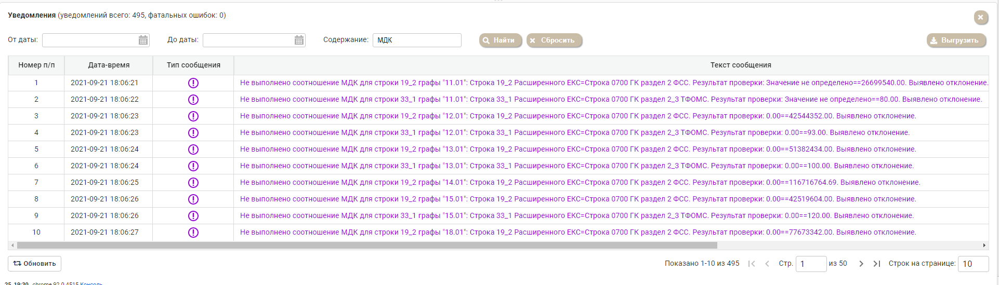 Уведомления (уведомлений всего: 495, фатальных ошибок: 0)
От даты: До даты: Содержание: МДК Найти Сбросить Выгрузить
Номер п/п Дата-время Тип сообщения Текст сообщения
1 2021-09-21 18:06:21 Не выполнено соотношение МДК для строки 19_2 графы "11.01": Строка 19_2 Расширенного ЕКС=Строка 0700 ГК раздел 2 ФСС. Результат проверки: Значение не определено==26699540.00. Выявлено отклонение.
2 2021-09-21 18:06:22 Не выполнено соотношение МДК для строки 33_1 графы "11.01": Строка 33_1 Расширенного ЕКС=Строка 0700 ГК раздел 2_3 ТФОМС. Результат проверки: Значение не определено==80.00. Выявлено отклонение.
3 2021-09-21 18:06:23 Не выполнено соотношение МДК для строки 19_2 графы "12.01": Строка 19_2 Расширенного ЕКС=Строка 0700 ГК раздел 2 ФСС. Результат проверки: 0.00==42544352.00. Выявлено отклонение.
4 2021-09-21 18:06:23 Не выполнено соотношение МДК для строки 33_1 графы "12.01": Строка 33_1 Расширенного ЕКС=Строка 0700 ГК раздел 2_3 ТФОМС. Результат проверки: 0.00==93.00. Выявлено отклонение.
5 2021-09-21 18:06:24 Не выполнено соотношение МДК для строки 19_2 графы "13.01": Строка 19_2 Расширенного ЕКС=Строка 0700 ГК раздел 2 ФСС. Результат проверки: 0.00==51382434.00. Выявлено отклонение.
6 2021-09-21 18:06:24 Не выполнено соотношение МДК для строки 33_1 графы "13.01": Строка 33_1 Расширенного ЕКС=Строка 0700 ГК раздел 2_3 ТФОМС. Результат проверки: 0.00==100.00. Выявлено отклонение.
7 2021-09-21 18:06:25 Не выполнено соотношение МДК для строки 19_2 графы "14.01": Строка 19_2 Расширенного ЕКС=Строка 0700 ГК раздел 2 ФСС. Результат проверки: 0.00==116716764.69. Выявлено отклонение.
8 2021-09-21 18:06:26 Не выполнено соотношение МДК для строки 19_2 графы "15.01": Строка 19_2 Расширенного ЕКС=Строка 0700 ГК раздел 2 ФСС. Результат проверки: 0.00==42519604.00. Выявлено отклонение.
9 2021-09-21 18:06:26 Не выполнено соотношение МДК для строки 33_1 графы "15.01": Строка 33_1 Расширенного ЕКС=Строка 0700 ГК раздел 2_3 ТФОМС. Результат проверки: 0.00==120.00. Выявлено отклонение.
10 2021-09-21 18:06:27 Не выполнено соотношение МДК для строки 19_2 графы "18.01": Строка 19_2 Расширенного ЕКС=Строка 0700 ГК раздел 2 ФСС. Результат проверки: 0.00==77673342.00. Выявлено отклонение.
Обновить Показано 1-10 из 495 Стр. 1 из 50 Строк на странице: 10
25, 19:30, chrome 92.0.4515 Консоль